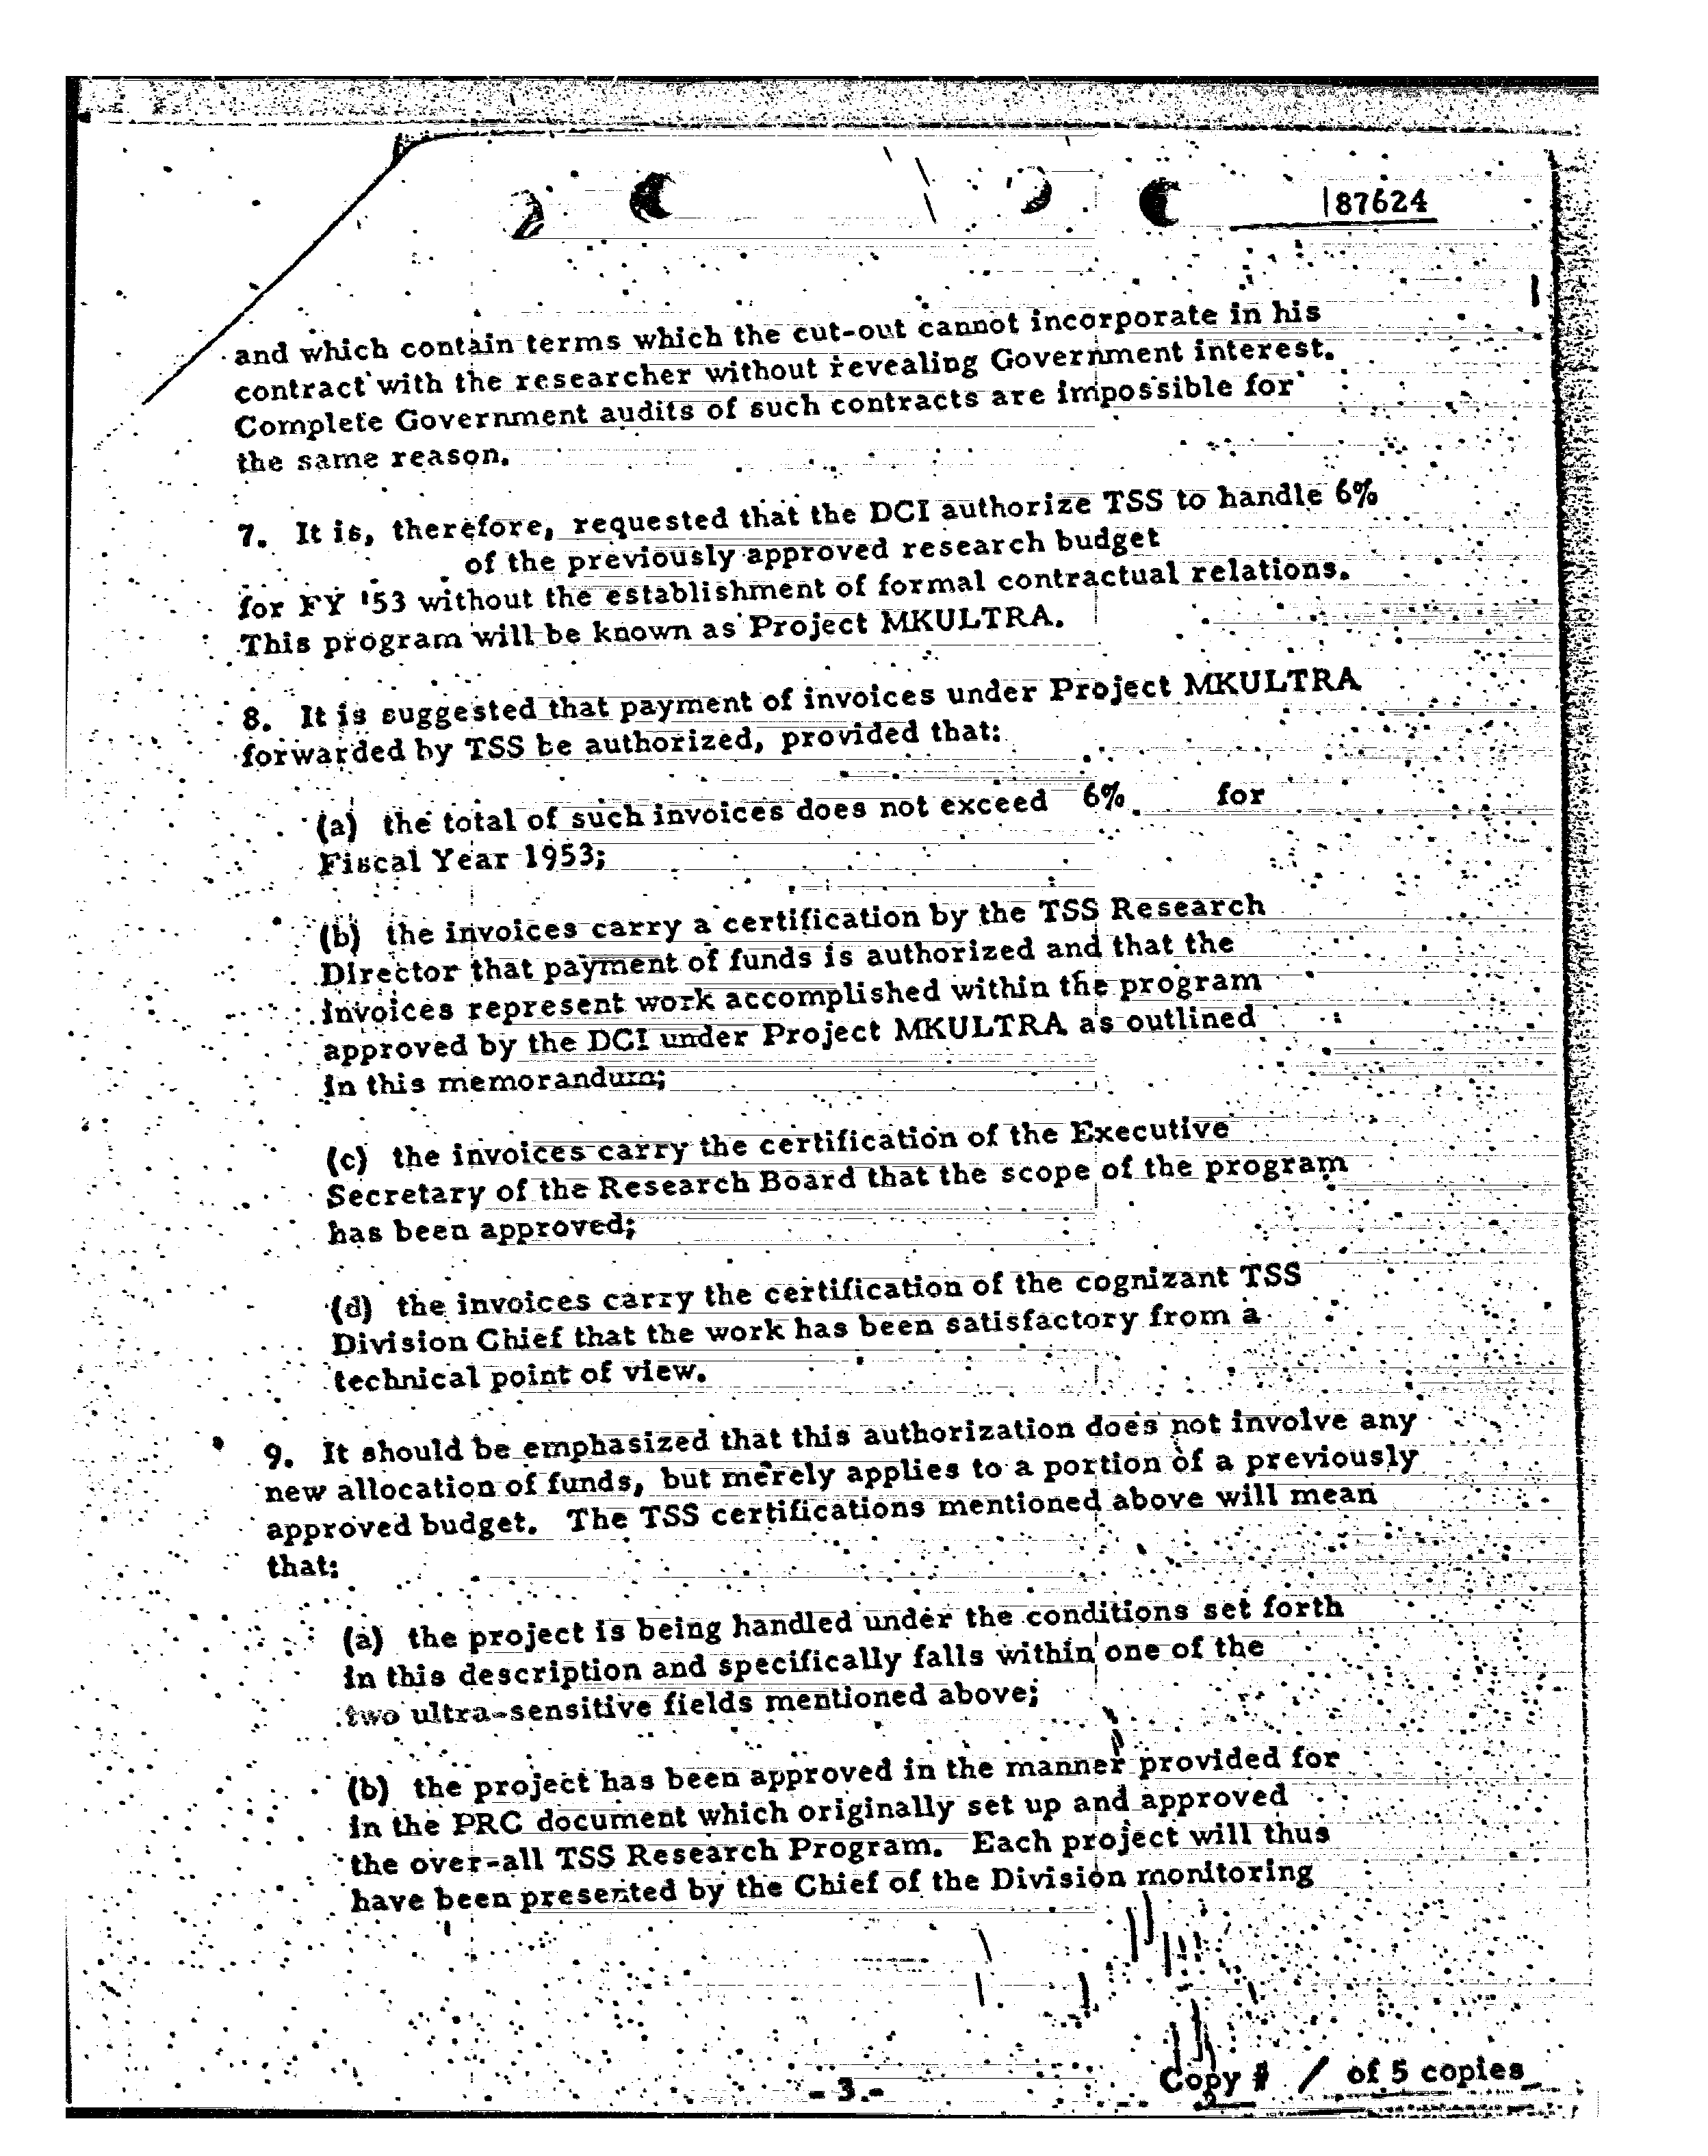 87624
and which contain terms which the cut-out cannot incorporate in his
contract with the researcher without revealing Government interest.
Complete Government audits of such contracts are impossible for
the same reason.
7. It is, therefore, requested that the DCI authorize TSS to handle 6%
of the previously approved research budget
for FY '53 without the establishment of formal contractual relations.
This program will be known as Project MKULTRA.
8. It is suggested that payment of invoices under Project MKULTRA
forwarded by TSS be authorized, provided that:
(a) the total of such invoices does not exceed 6% for
Fiscal Year 1953;
(b) the invoices carry a certification by the TSS Research
Director that payment of funds is authorized and that the
invoices represent work accomplished within the program
approved by the DCI under Project MKULTRA as outlined
in this memorandum;
(c) the invoices carry the certification of the Executive
Secretary of the Research Board that the scope of the program
has been approved;
(d) the invoices carry the certification of the cognizant TSS
Division Chief that the work has been satisfactory from a
technical point of view.
9. It should be emphasized that this authorization does not involve any
new allocation of funds, but merely applies to a portion of a previously
approved budget. The TSS certifications mentioned above will mean
that:
(a) the project is being handled under the conditions set forth
in this description and specifically falls within one of the
two ultra-sensitive fields mentioned above;
(b) the project has been approved in the manner provided for
in the PRC document which originally set up and approved
the over-all TSS Research Program. Each project will thus
have been presented by the Chief of the Division monitoring
- 3 -
Copy # 1 of 5 copies